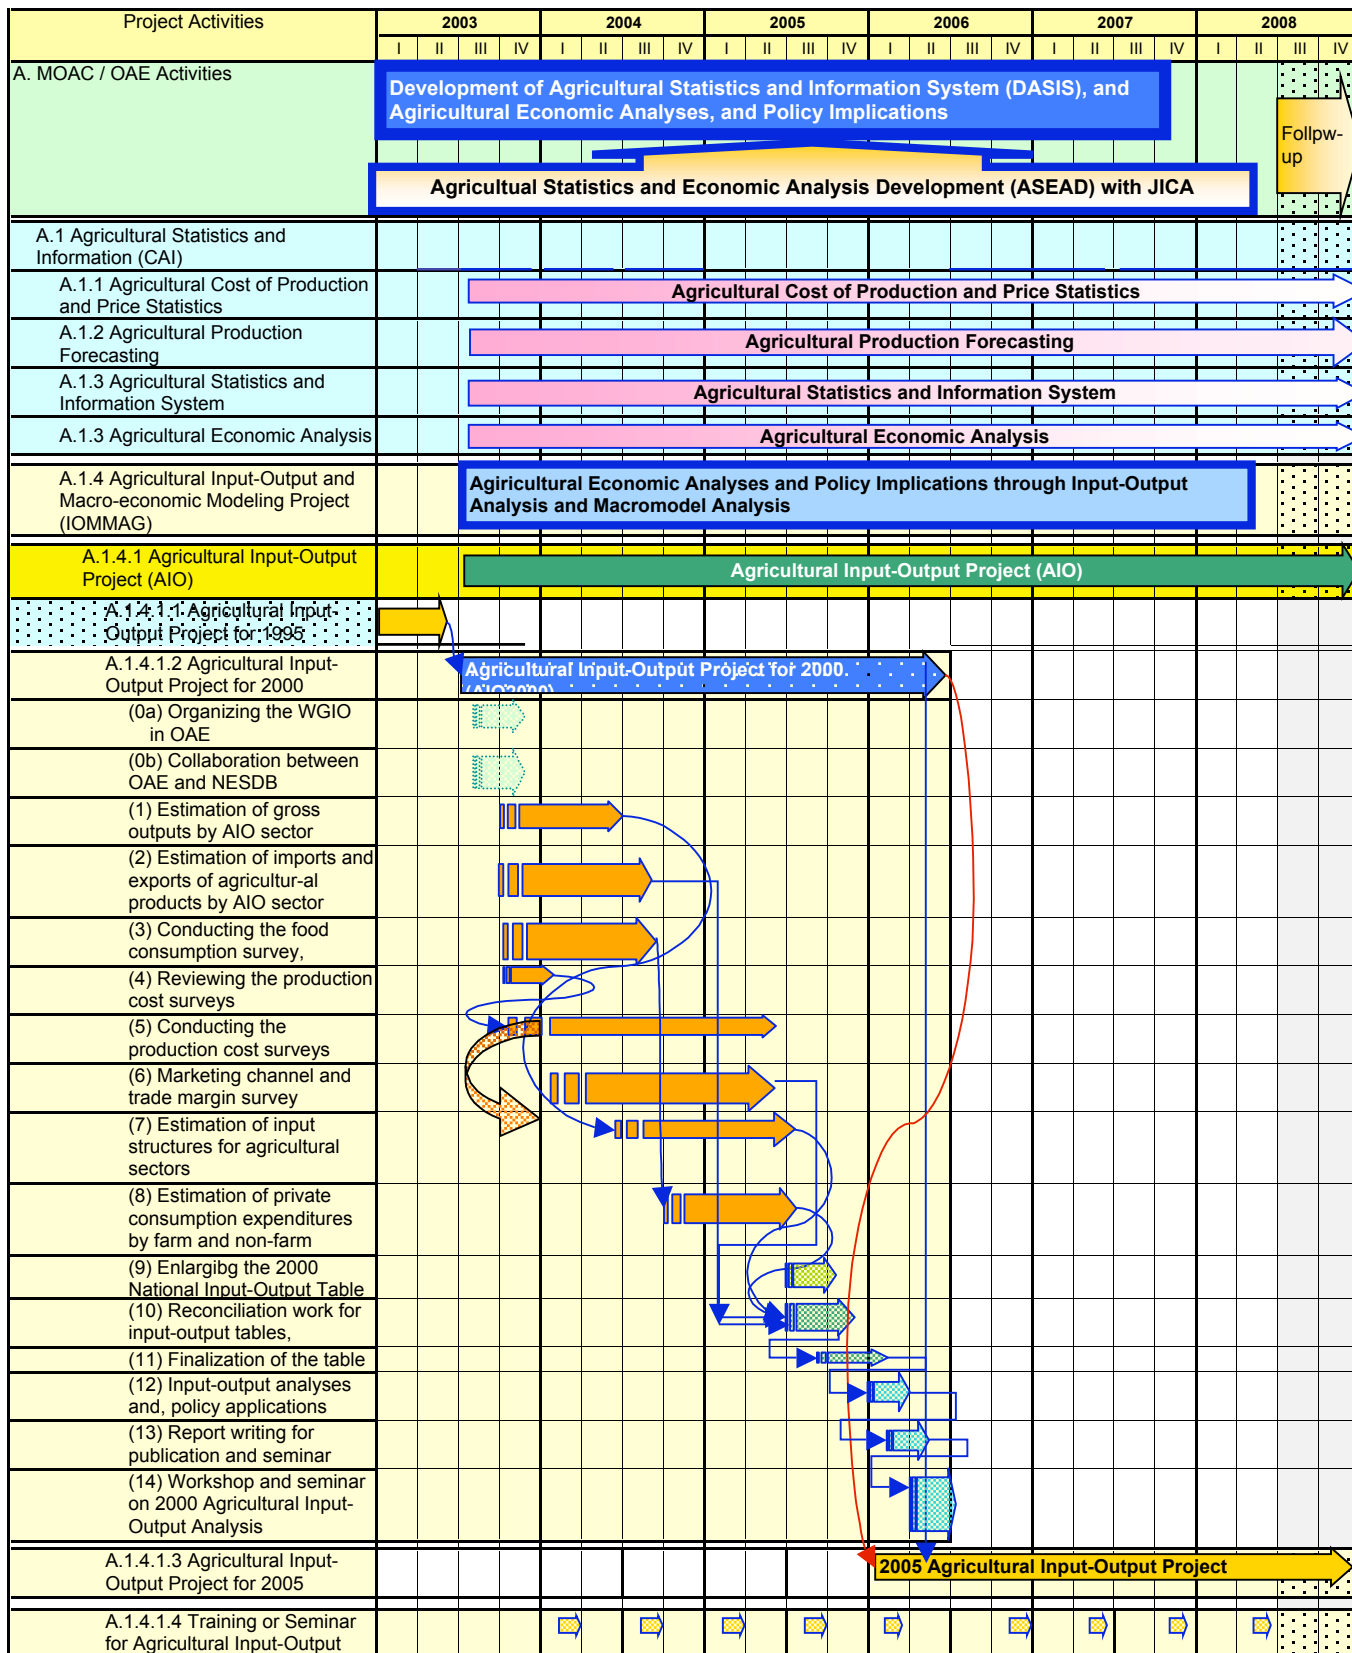 Project Activities
2003 2004 2005 2006 2007 2008
I II III IV I II III IV I II III IV I II III IV I II III IV I II III IV
A. MOAC / OAE Activities
Development of Agricultural Statistics and Information System (DASIS), and
Agiricultural Economic Analyses, and Policy Implications
Follpw-
up
Agricultual Statistics and Economic Analysis Development (ASEAD) with JICA
A.1 Agricultural Statistics and
Information (CAI)
A.1.1 Agricultural Cost of Production
and Price Statistics
Agricultural Cost of Production and Price Statistics
A.1.2 Agricultural Production
Forecasting
Agricultural Production Forecasting
A.1.3 Agricultural Statistics and
Information System
Agricultural Statistics and Information System
A.1.3 Agricultural Economic Analysis
Agricultural Economic Analysis
A.1.4 Agricultural Input-Output and
Macro-economic Modeling Project
(IOMMAG)
Agiricultural Economic Analyses and Policy Implications through Input-Output
Analysis and Macromodel Analysis
A.1.4.1 Agricultural Input-Output
Project (AIO)
Agricultural Input-Output Project (AIO)
A.1.4.1.1 Agricultural Input-
Output Project for 1995
A.1.4.1.2 Agricultural Input-
Output Project for 2000
Agricultural Input-Output Project for 2000.
(AIO2000)
(0a) Organizing the WGIO
in OAE
(0b) Collaboration between
OAE and NESDB
(1) Estimation of gross
outputs by AIO sector
(2) Estimation of imports and
exports of agricultur-al
products by AIO sector
(3) Conducting the food
consumption survey,
(4) Reviewing the production
cost surveys
(5) Conducting the
production cost surveys
(6) Marketing channel and
trade margin survey
(7) Estimation of input
structures for agricultural
sectors
(8) Estimation of private
consumption expenditures
by farm and non-farm
(9) Enlargibg the 2000
National Input-Output Table
(10) Reconciliation work for
input-output tables,
(11) Finalization of the table
(12) Input-output analyses
and, policy applications
(13) Report writing for
publication and seminar
(14) Workshop and seminar
on 2000 Agricultural Input-
Output Analysis
A.1.4.1.3 Agricultural Input-
Output Project for 2005
2005 Agricultural Input-Output Project
A.1.4.1.4 Training or Seminar
for Agricultural Input-Output